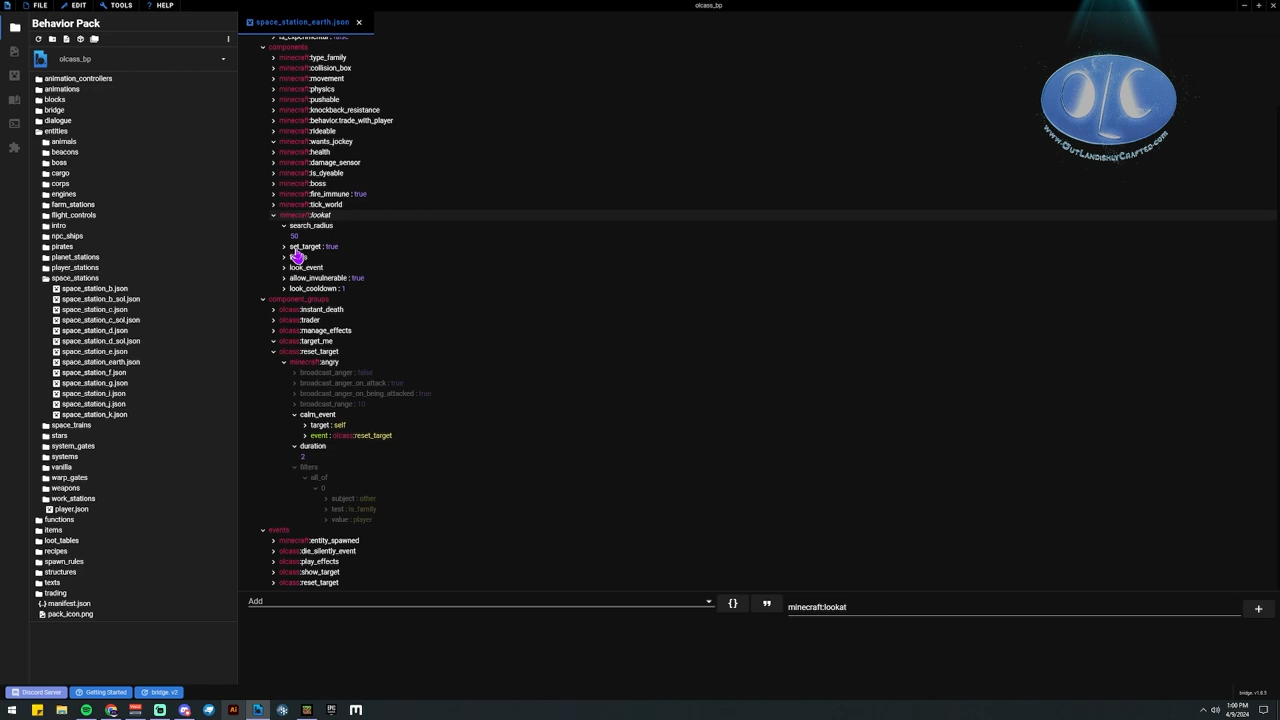 FILE EDIT TOOLS HELP
olcass_bp
Behavior Pack
olcass_bp
animation_controllers
animations
blocks
bridge
dialogue
entities
animals
beacons
boss
cargo
corps
engines
farm_stations
flight_controls
intro
npc_ships
pirates
planet_stations
player_stations
space_stations
space_station_b.json
space_station_b_sol.json
space_station_c.json
space_station_c_sol.json
space_station_d.json
space_station_d_sol.json
space_station_e.json
space_station_earth.json
space_station_f.json
space_station_g.json
space_station_i.json
space_station_j.json
space_station_k.json
space_trains
stars
system_gates
systems
vanilla
warp_gates
weapons
work_stations
player.json
functions
items
loot_tables
recipes
spawn_rules
structures
texts
trading
manifest.json
pack_icon.png
space_station_earth.json
is_experimental : false
components
minecraft:type_family
minecraft:collision_box
minecraft:movement
minecraft:physics
minecraft:pushable
minecraft:knockback_resistance
minecraft:behavior.trade_with_player
minecraft:rideable
minecraft:wants_jockey
minecraft:health
minecraft:damage_sensor
minecraft:is_dyeable
minecraft:boss
minecraft:fire_immune : true
minecraft:tick_world
minecraft:lookat
search_radius
50
set_target : true
look_event
allow_invulnerable : true
look_cooldown : 1
component_groups
olcass:instant_death
olcass:trader
olcass:manage_effects
olcass:target_me
olcass:reset_target
minecraft:angry
broadcast_anger : false
broadcast_anger_on_attack : true
broadcast_anger_on_being_attacked : true
broadcast_range : 10
calm_event
target : self
event : olcass:reset_target
duration
2
filters
all_of
0
subject : other
test : is_family
value : player
events
minecraft:entity_spawned
olcass:die_silently_event
olcass:play_effects
olcass:show_target
olcass:reset_target
Add
{}
minecraft:lookat
+
O/C
www.OutLandishlyCrafted.com
Discord Server Getting Started bridge. v2
bridge. v1.8.5
1:00 PM
4/9/2024